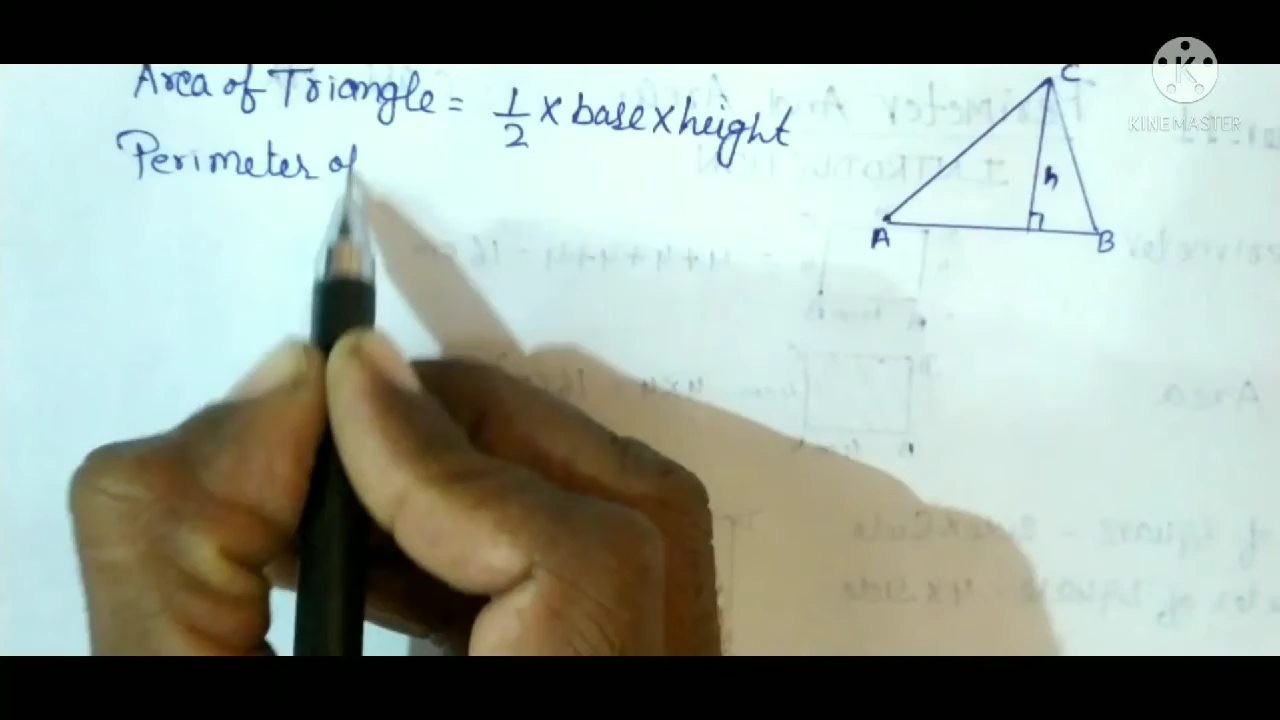 Area of Triangle = 1/2 x base x height
Perimeter of
C
h
A
B
K
KINEMASTER